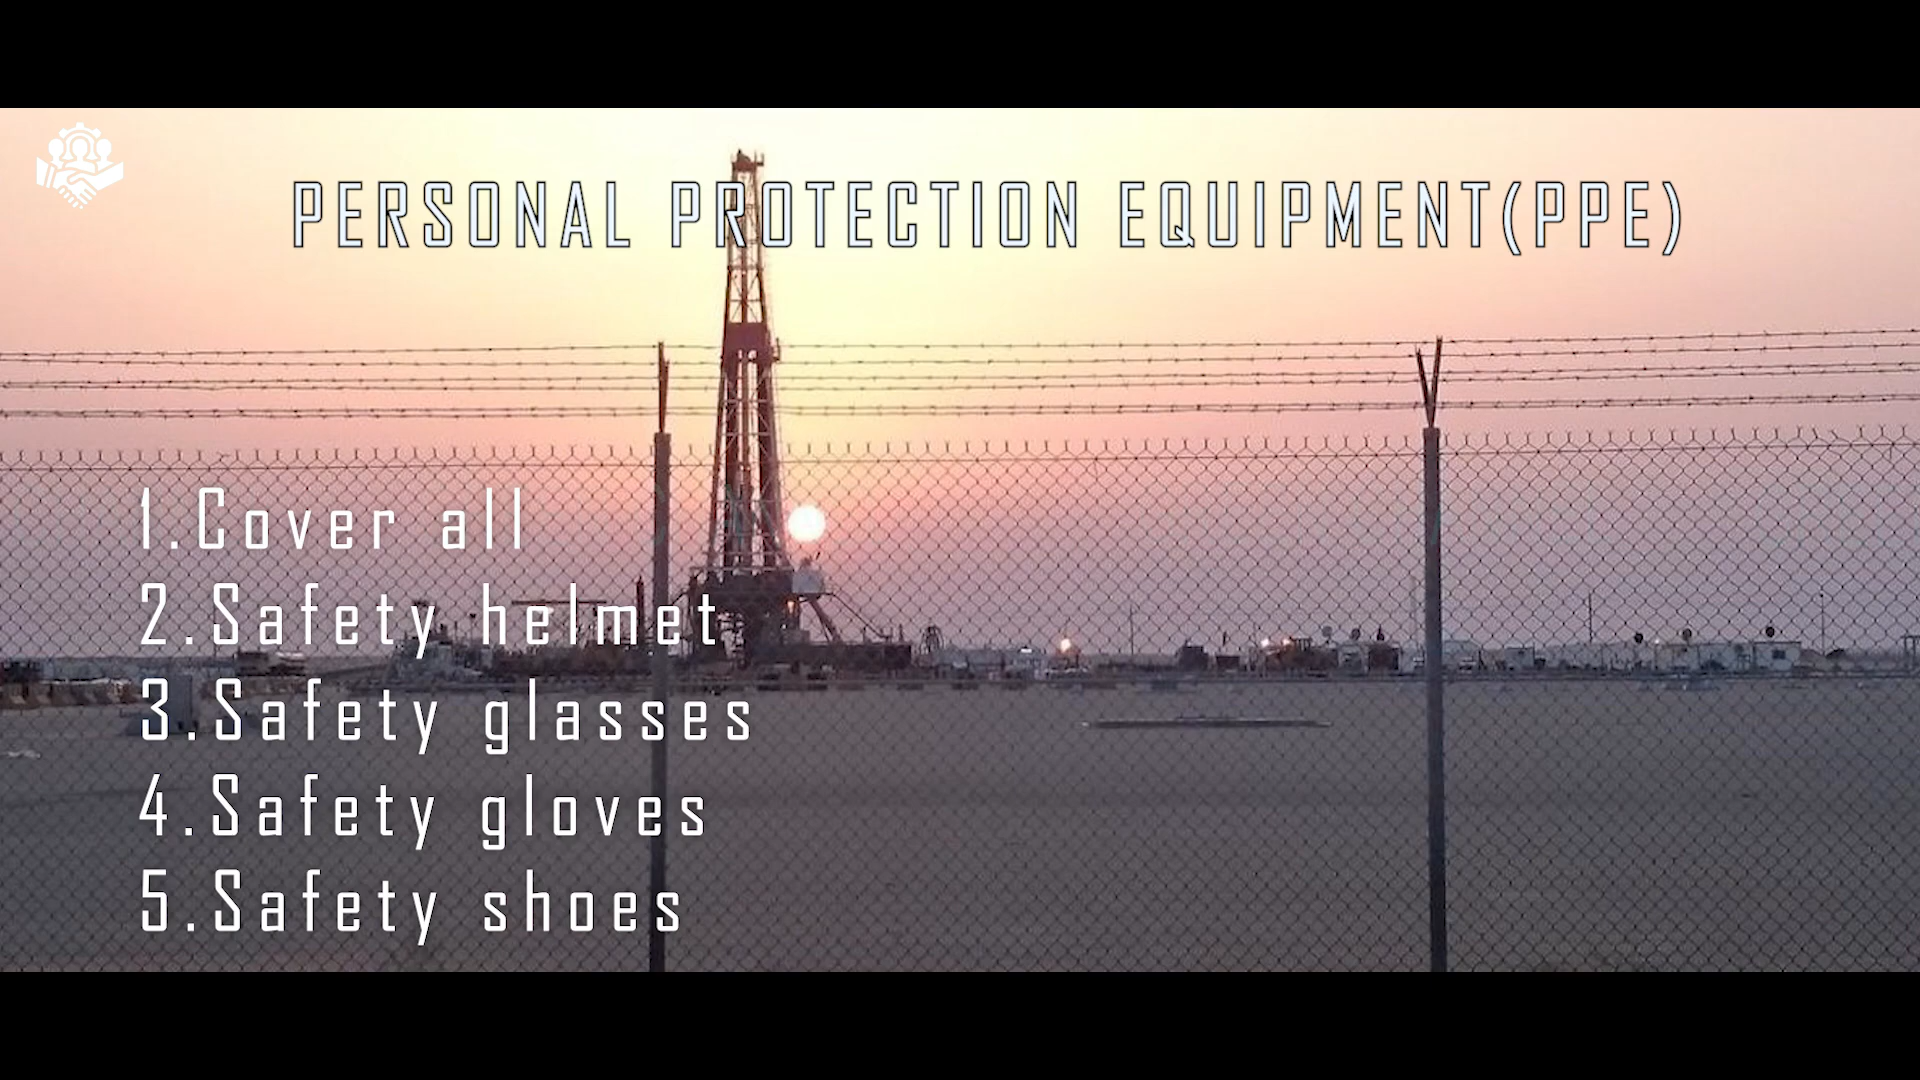 PERSONAL PROTECTION EQUIPMENT(PPE)
1.Cover all
2.Safety helmet
3.Safety glasses
4.Safety gloves
5.Safety shoes